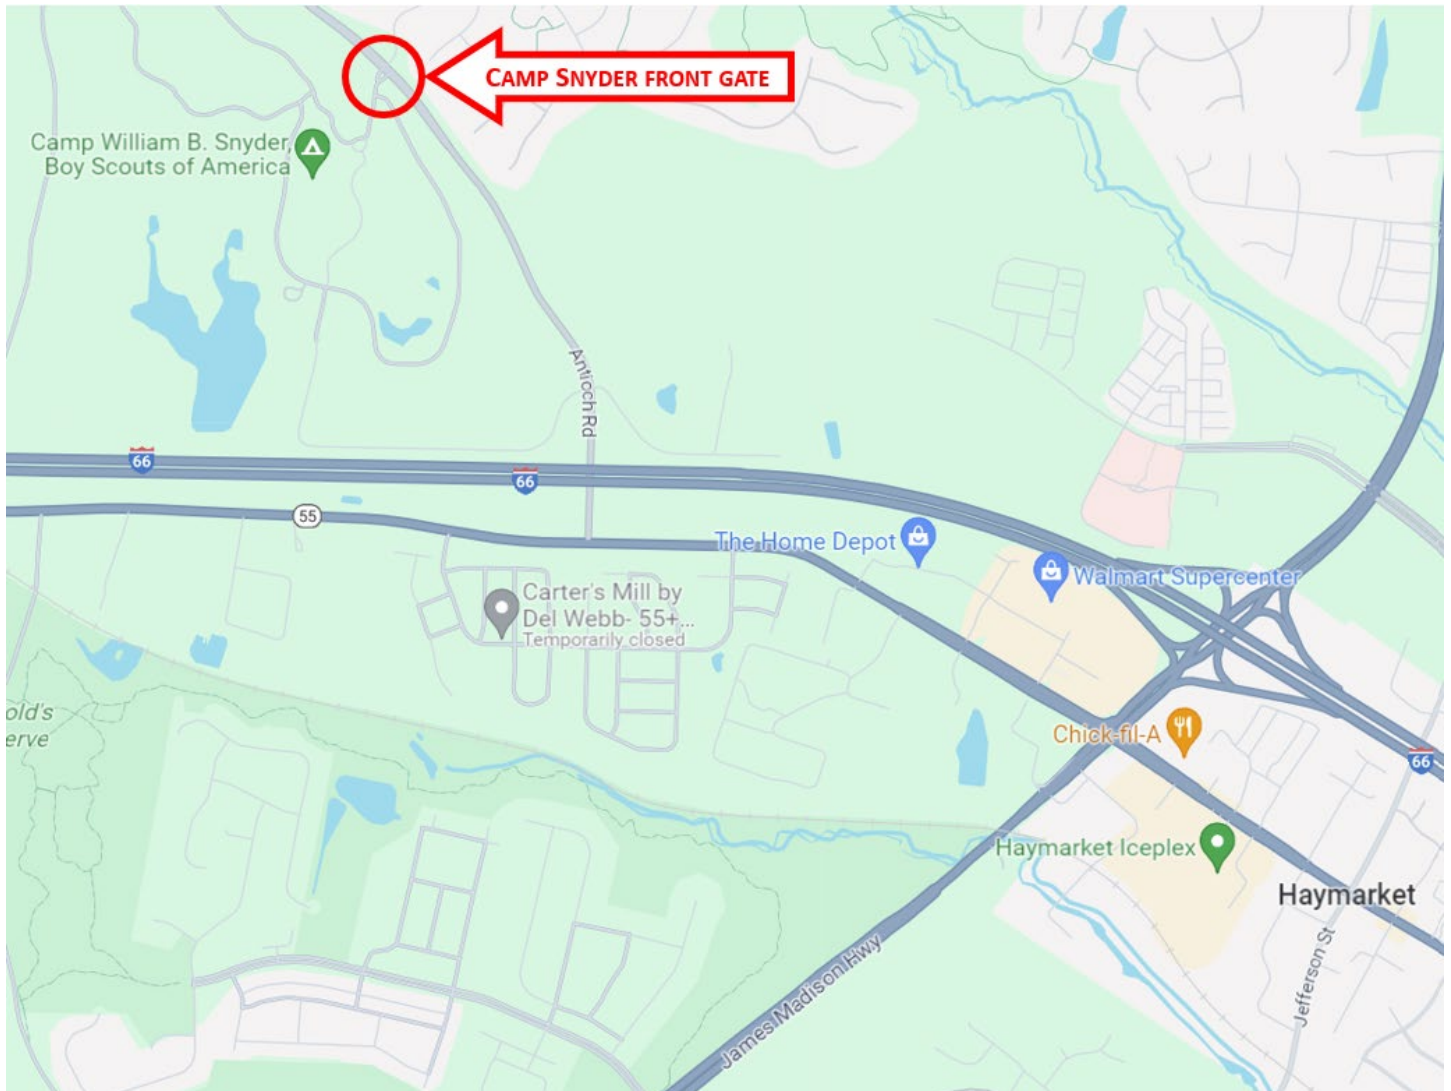 CAMP SNYDER FRONT GATE
Camp William B. Snyder,
Boy Scouts of America
Antioch Rd
66
66
55
The Home Depot
Walmart Supercenter
Carter's Mill by
Del Webb- 55+...
Temporarily closed
old's
erve
Chick-fil-A
66
Haymarket Iceplex
Haymarket
James Madison Hwy
Jefferson St